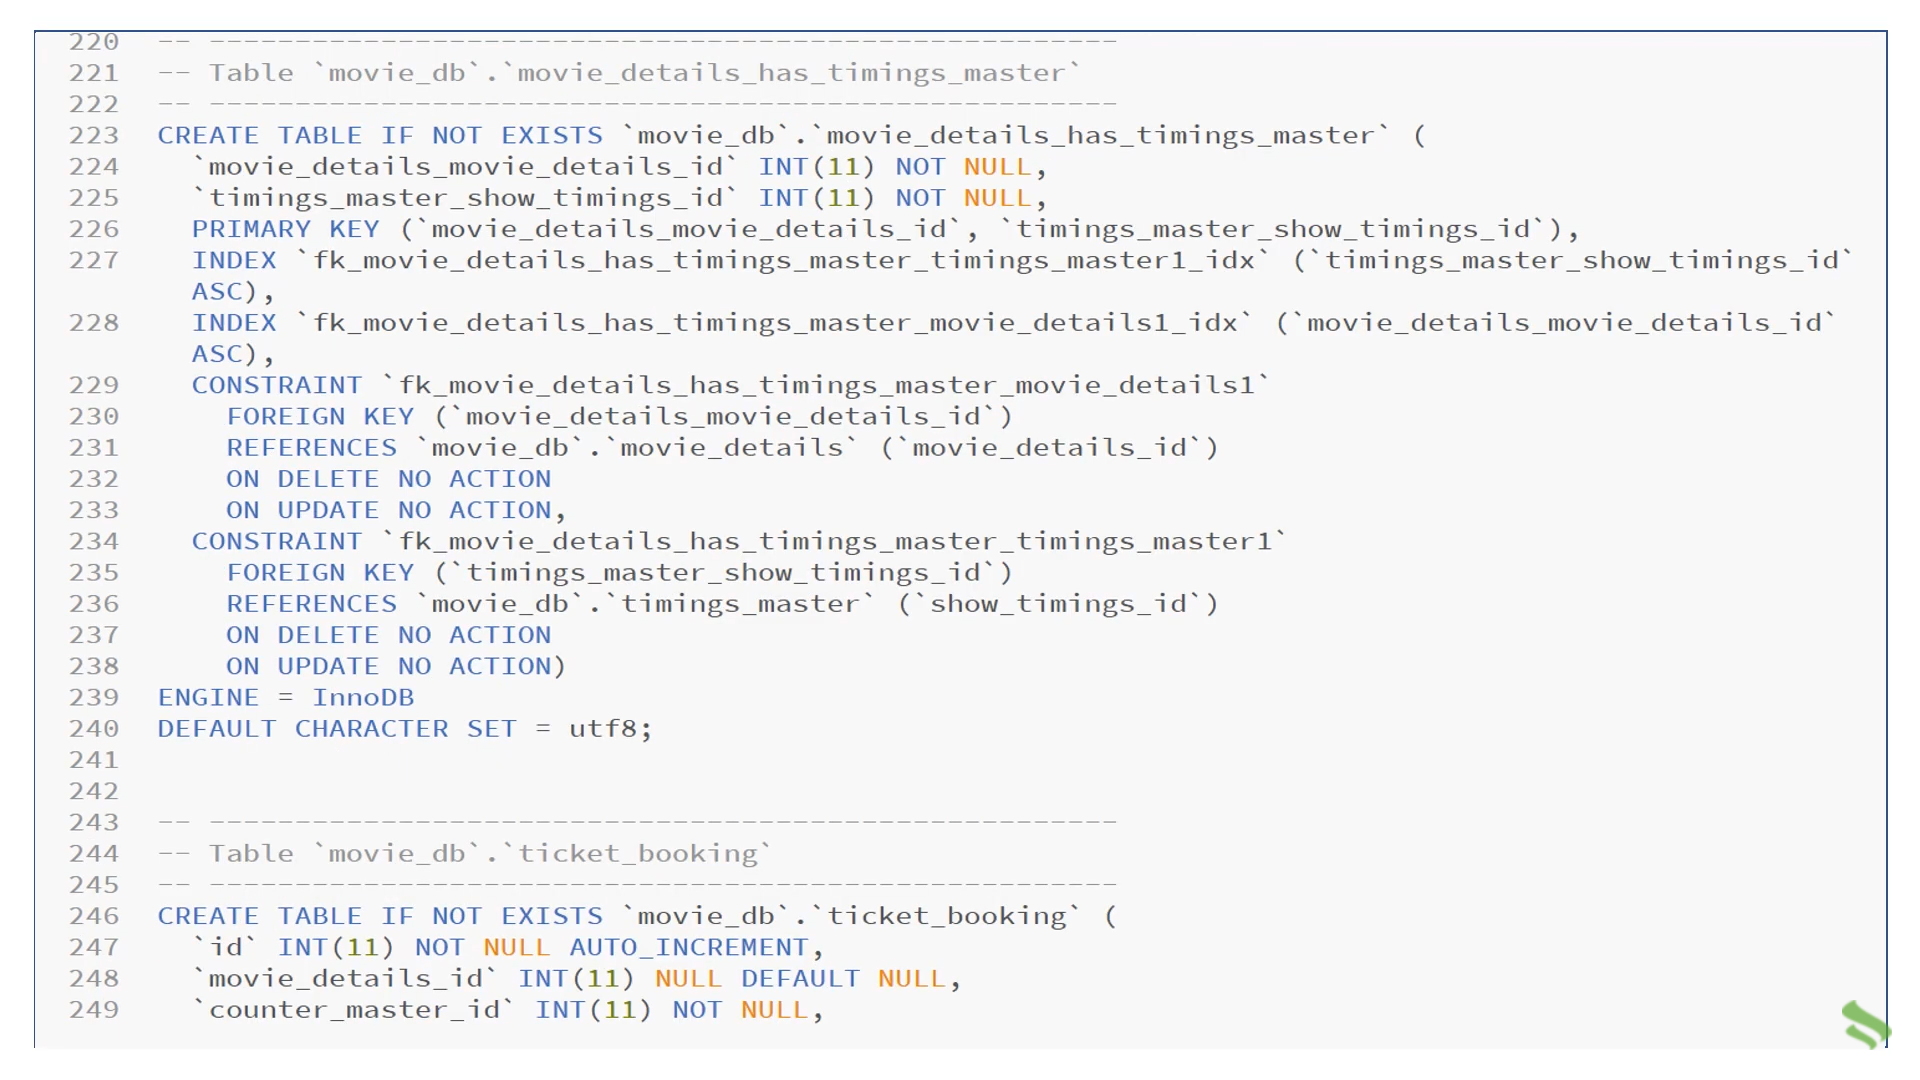 220 -- -----------------------------------------------------
221 -- Table `movie_db`.`movie_details_has_timings_master`
222 -- -----------------------------------------------------
223 CREATE TABLE IF NOT EXISTS `movie_db`.`movie_details_has_timings_master` (
224   `movie_details_movie_details_id` INT(11) NOT NULL,
225   `timings_master_show_timings_id` INT(11) NOT NULL,
226   PRIMARY KEY (`movie_details_movie_details_id`, `timings_master_show_timings_id`),
227   INDEX `fk_movie_details_has_timings_master_timings_master1_idx` (`timings_master_show_timings_id`
ASC),
228   INDEX `fk_movie_details_has_timings_master_movie_details1_idx` (`movie_details_movie_details_id`
ASC),
229   CONSTRAINT `fk_movie_details_has_timings_master_movie_details1`
230     FOREIGN KEY (`movie_details_movie_details_id`)
231     REFERENCES `movie_db`.`movie_details` (`movie_details_id`)
232     ON DELETE NO ACTION
233     ON UPDATE NO ACTION,
234   CONSTRAINT `fk_movie_details_has_timings_master_timings_master1`
235     FOREIGN KEY (`timings_master_show_timings_id`)
236     REFERENCES `movie_db`.`timings_master` (`show_timings_id`)
237     ON DELETE NO ACTION
238     ON UPDATE NO ACTION)
239 ENGINE = InnoDB
240 DEFAULT CHARACTER SET = utf8;
241
242
243 -- -----------------------------------------------------
244 -- Table `movie_db`.`ticket_booking`
245 -- -----------------------------------------------------
246 CREATE TABLE IF NOT EXISTS `movie_db`.`ticket_booking` (
247   `id` INT(11) NOT NULL AUTO_INCREMENT,
248   `movie_details_id` INT(11) NULL DEFAULT NULL,
249   `counter_master_id` INT(11) NOT NULL,